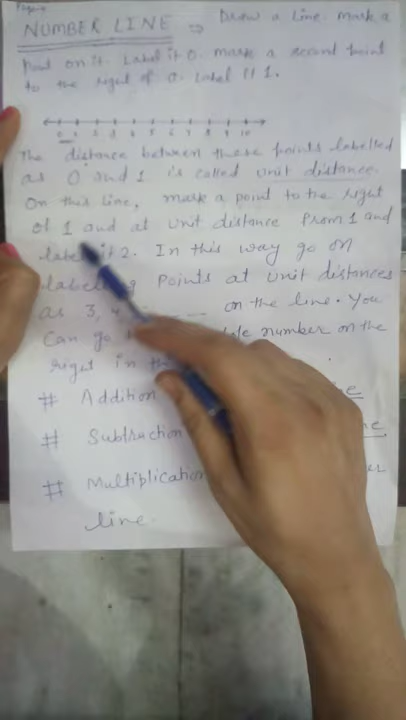 NUMBER LINE → Draw a line. mark a
point on it. Label it 0. mark a second point
to the right of 0. Label it 1.
0 1 2 3 4 5 6 7 8 9 10
The distance between these points labelled
as 0 and 1 is called unit distance.
On this line, mark a point to the right
of 1 and at unit distance from 1 and
label it 2. In this way go on
labelling points at unit distances
as 3, 4 on the line. You
Can go number on the
right in
# Addition
# Subtraction
# Multiplication
line.